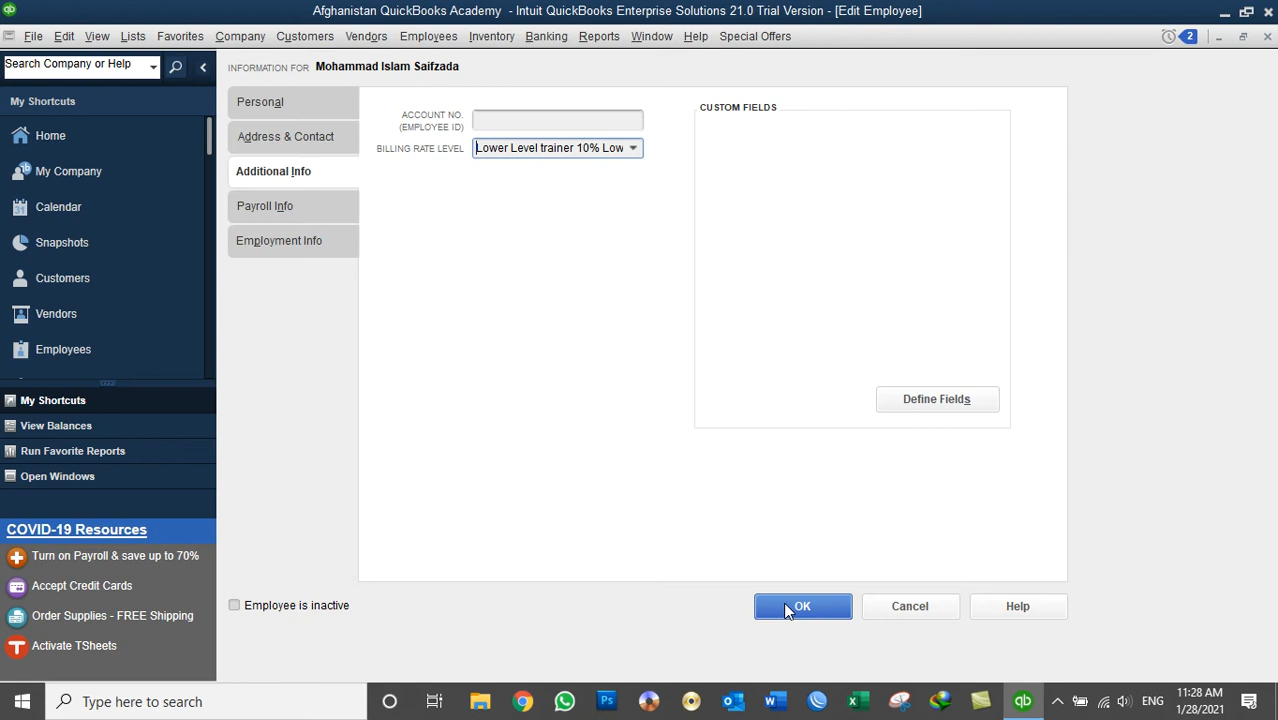 Afghanistan QuickBooks Academy - Intuit QuickBooks Enterprise Solutions 21.0 Trial Version - [Edit Employee]
File Edit View Lists Favorites Company Customers Vendors Employees Inventory Banking Reports Window Help Special Offers
2
Search Company or Help
INFORMATION FOR Mohammad Islam Saifzada
My Shortcuts
Home
My Company
Calendar
31
Snapshots
Customers
Vendors
Employees
My Shortcuts
View Balances
Run Favorite Reports
Open Windows
COVID-19 Resources
Turn on Payroll & save up to 70%
Accept Credit Cards
Order Supplies - FREE Shipping
Activate TSheets
Personal
Address & Contact
Additional Info
Payroll Info
Employment Info
ACCOUNT NO.
(EMPLOYEE ID)
BILLING RATE LEVEL Lower Level trainer 10% Low
CUSTOM FIELDS
Define Fields
Employee is inactive
OK
Cancel
Help
Type here to search
ENG
11:28 AM
1/28/2021